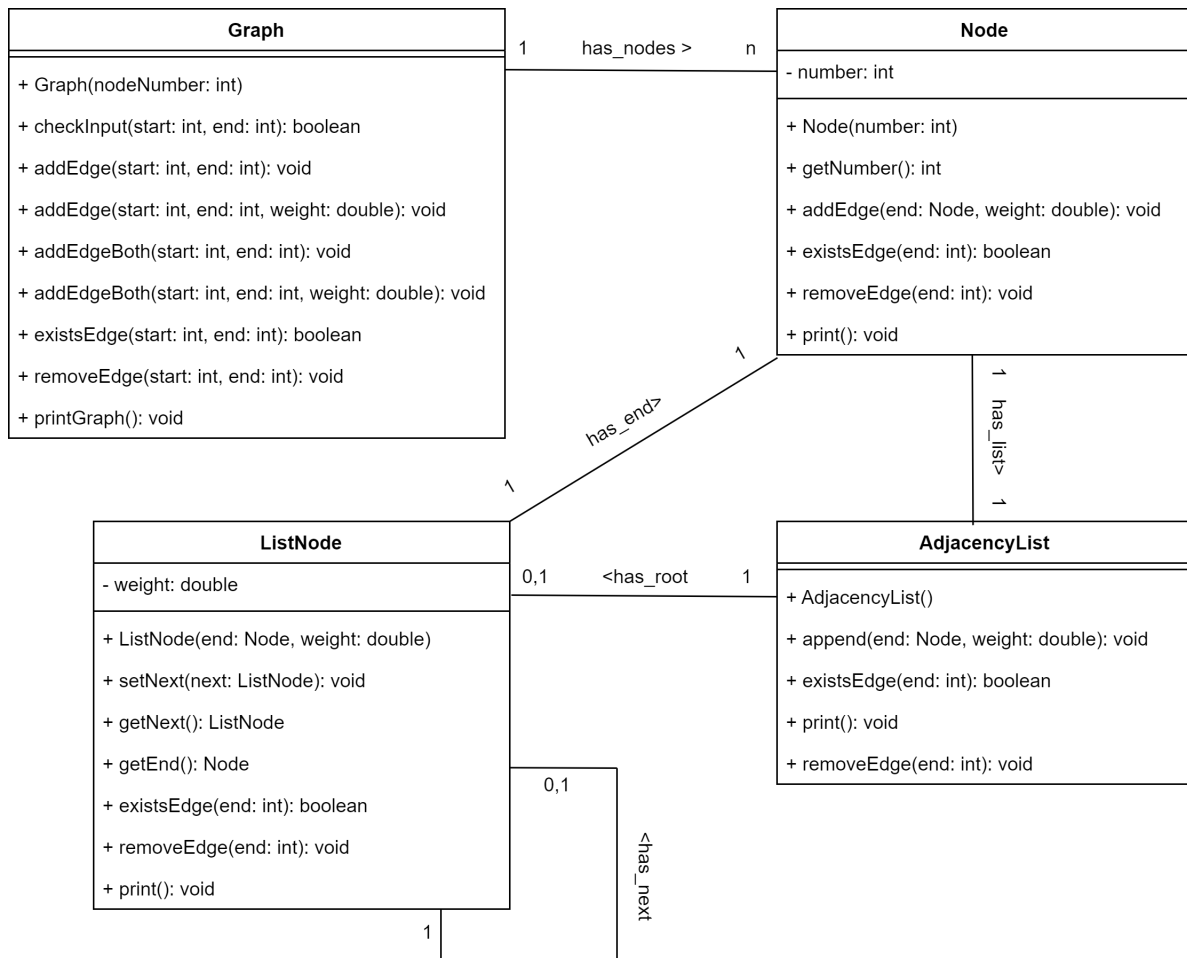 Graph
+ Graph(nodeNumber: int)
+ checkInput(start: int, end: int): boolean
+ addEdge(start: int, end: int): void
+ addEdge(start: int, end: int, weight: double): void
+ addEdgeBoth(start: int, end: int): void
+ addEdgeBoth(start: int, end: int, weight: double): void
+ existsEdge(start: int, end: int): boolean
+ removeEdge(start: int, end: int): void
+ printGraph(): void
1 has_nodes > n
Node
- number: int
+ Node(number: int)
+ getNumber(): int
+ addEdge(end: Node, weight: double): void
+ existsEdge(end: int): boolean
+ removeEdge(end: int): void
+ print(): void
1
has_end>
1
1 has_list> 1
ListNode
- weight: double
+ ListNode(end: Node, weight: double)
+ setNext(next: ListNode): void
+ getNext(): ListNode
+ getEnd(): Node
+ existsEdge(end: int): boolean
+ removeEdge(end: int): void
+ print(): void
0,1 <has_root 1
AdjacencyList
+ AdjacencyList()
+ append(end: Node, weight: double): void
+ existsEdge(end: int): boolean
+ print(): void
+ removeEdge(end: int): void
0,1
<has_next
1